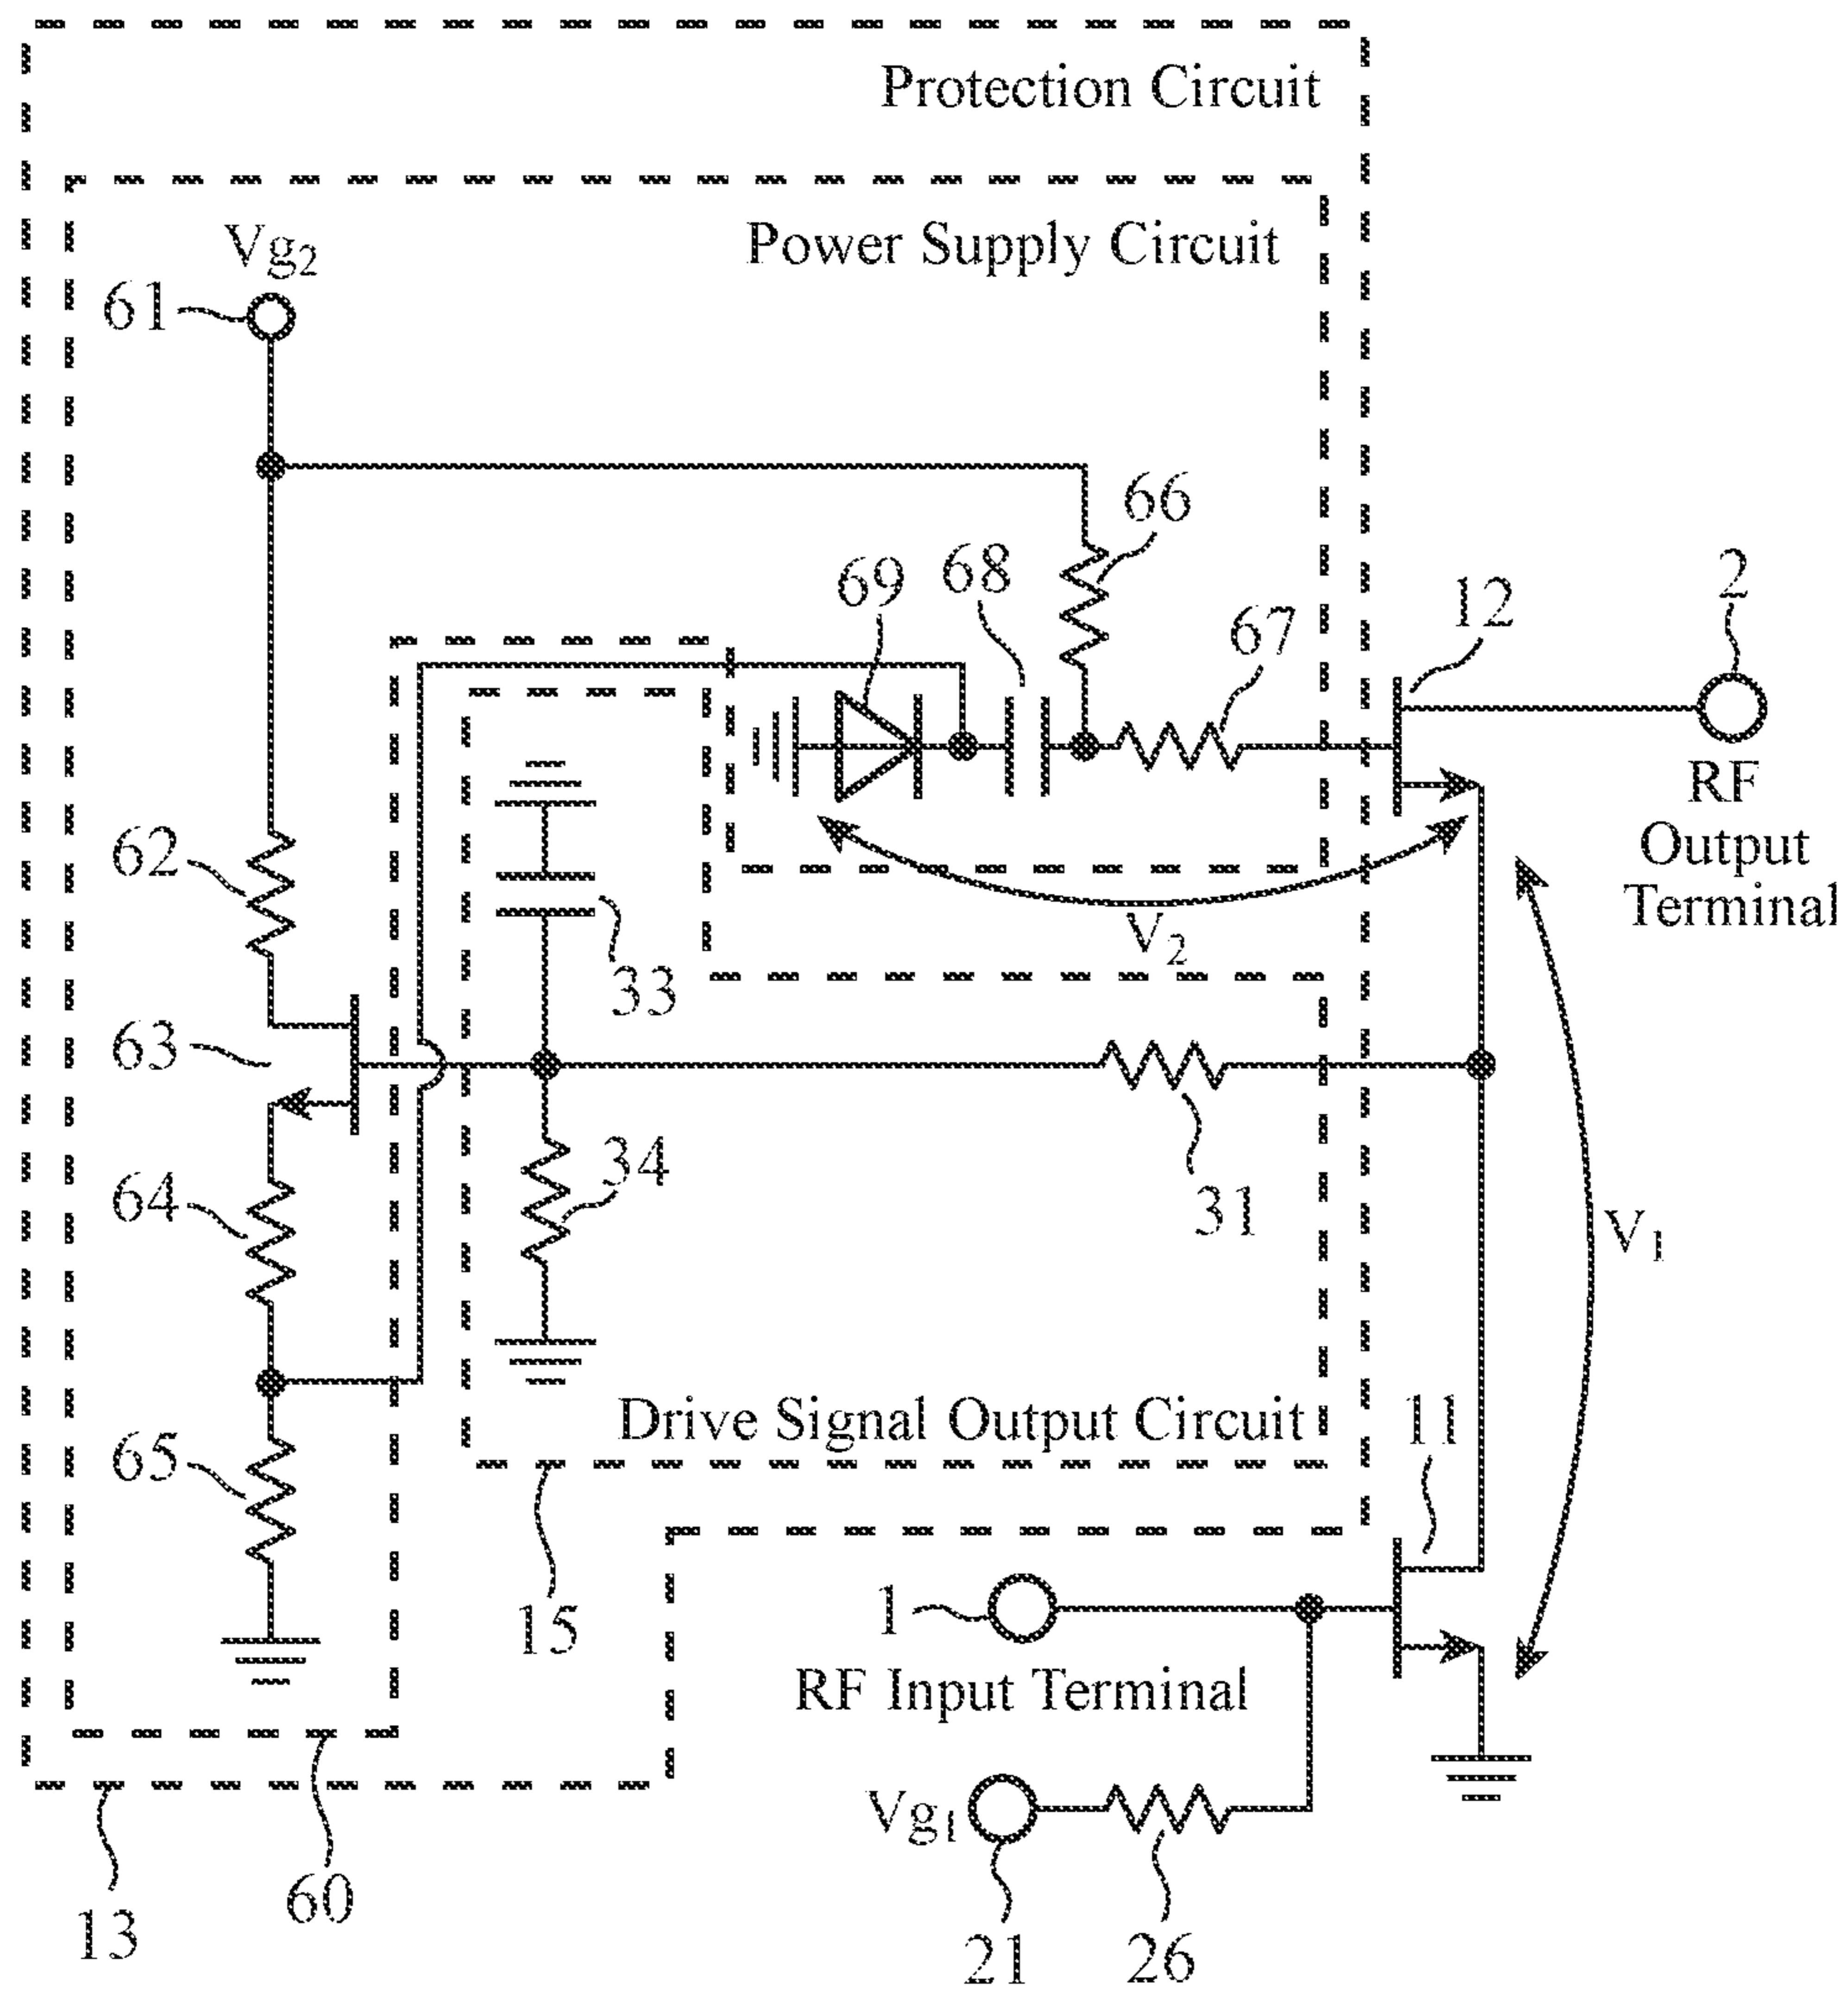 Protection Circuit
Power Supply Circuit
Vg2
61
66
69
68
67
12
2
RF
Output
Terminal
62
V2
33
63
34
31
64
V1
Drive Signal Output Circuit
11
65
15
1
RF Input Terminal
Vg1
60
13
21
26